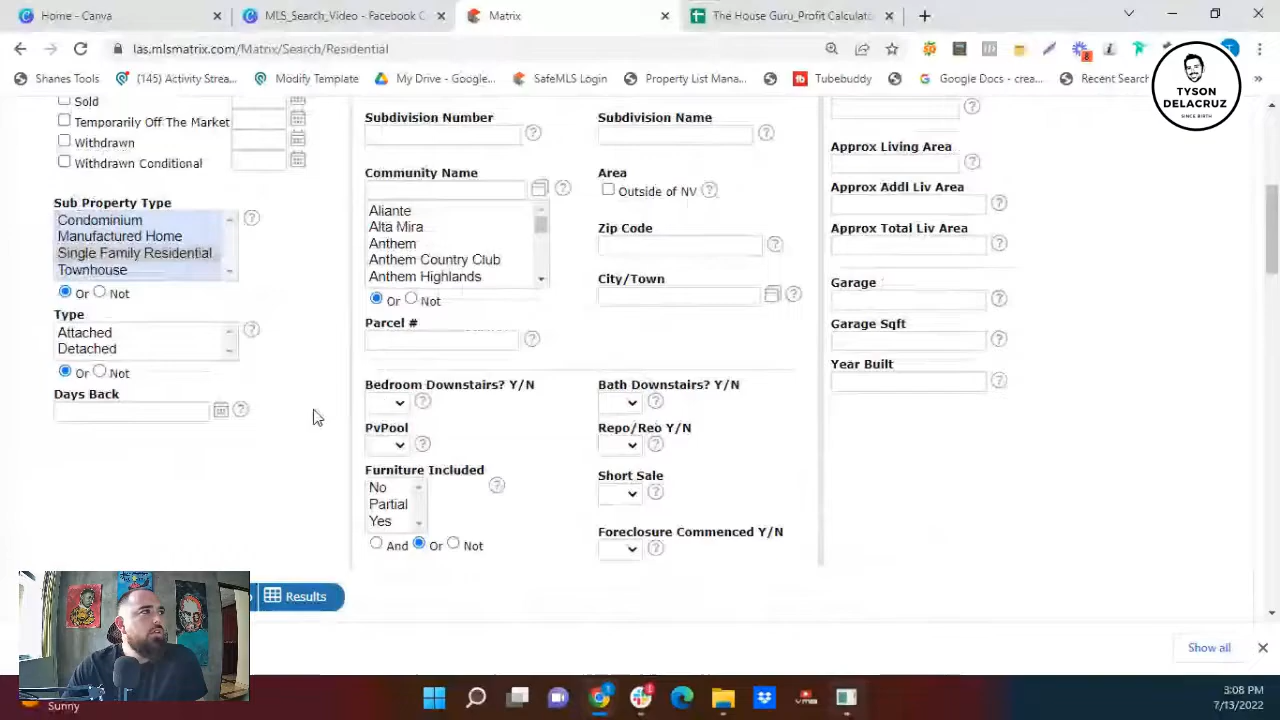 Home - Canva
MLS_Search_Video - Facebook C
Matrix
The House Guru_Profit Calculat
las.mlsmatrix.com/Matrix/Search/Residential
Shanes Tools
(145) Activity Strea...
Modify Template
My Drive - Google...
SafeMLS Login
Property List Mana...
Tubebuddy
Google Docs - crea...
Recent Search
TYSON
DELACRUZ
SINCE BIRTH
Sold
Temporarily Off The Market
Withdrawn
Withdrawn Conditional
Sub Property Type
Condominium
Manufactured Home
Single Family Residential
Townhouse
Or Not
Type
Attached
Detached
Or Not
Days Back
Subdivision Number
Community Name
Aliante
Alta Mira
Anthem
Anthem Country Club
Anthem Highlands
Or Not
Parcel #
Subdivision Name
Area
Outside of NV
Zip Code
City/Town
Bedroom Downstairs? Y/N
PvPool
Furniture Included
No
Partial
Yes
And Or Not
Bath Downstairs? Y/N
Repo/Reo Y/N
Short Sale
Foreclosure Commenced Y/N
Approx Living Area
Approx Addl Liv Area
Approx Total Liv Area
Garage
Garage Sqft
Year Built
Results
Show all
Sunny
3:08 PM
7/13/2022